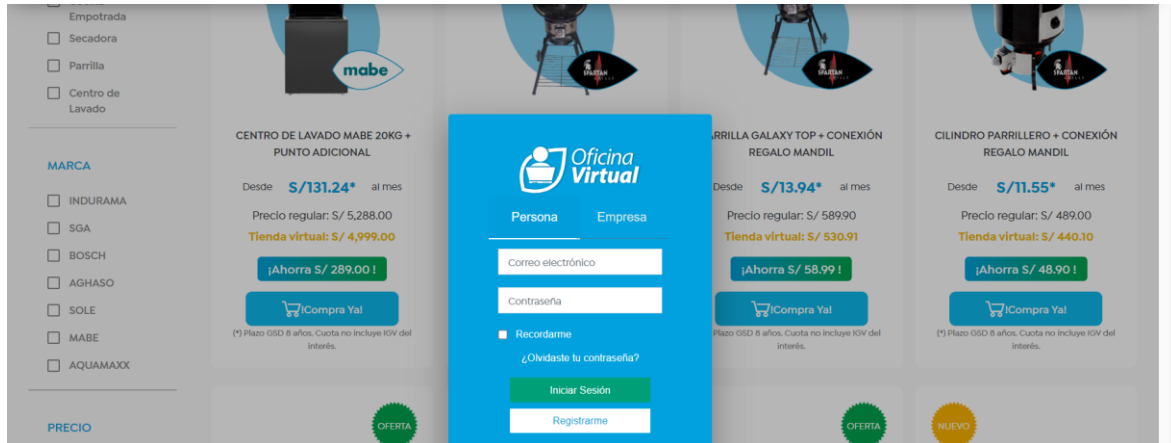 Empotrada
Secadora
Parrilla
Centro de
Lavado
MARCA
INDURAMA
SGA
BOSCH
AGHASO
SOLE
MABE
AQUAMAXX
PRECIO
mabe
CENTRO DE LAVADO MABE 20KG +
PUNTO ADICIONAL
Desde S/131.24* al mes
Precio regular: S/ 5,288.00
Tienda virtual: S/ 4,999.00
¡Ahorra S/ 289.00 !
!Compra Ya!
(*) Plazo GSD 8 años. Cuota no incluye IGV del
interés.
OFERTA
SPARTAN
Oficina
Virtual
Persona Empresa
Correo electrónico
Contraseña
Recordarme
¿Olvidaste tu contraseña?
Iniciar Sesión
Registrarme
SPARTAN
ARRILLA GALAXY TOP + CONEXIÓN
REGALO MANDIL
Desde S/13.94* al mes
Precio regular: S/ 589.90
Tienda virtual: S/ 530.91
¡Ahorra S/ 58.99 !
!Compra Ya!
Plazo GSD 8 años. Cuota no incluye IGV del
interés.
OFERTA
SPARTAN
CILINDRO PARRILLERO + CONEXIÓN
REGALO MANDIL
Desde S/11.55* al mes
Precio regular: S/ 489.00
Tienda virtual: S/ 440.10
¡Ahorra S/ 48.90 !
!Compra Ya!
(*) Plazo GSD 8 años. Cuota no incluye IGV del
interés.
NUEVO